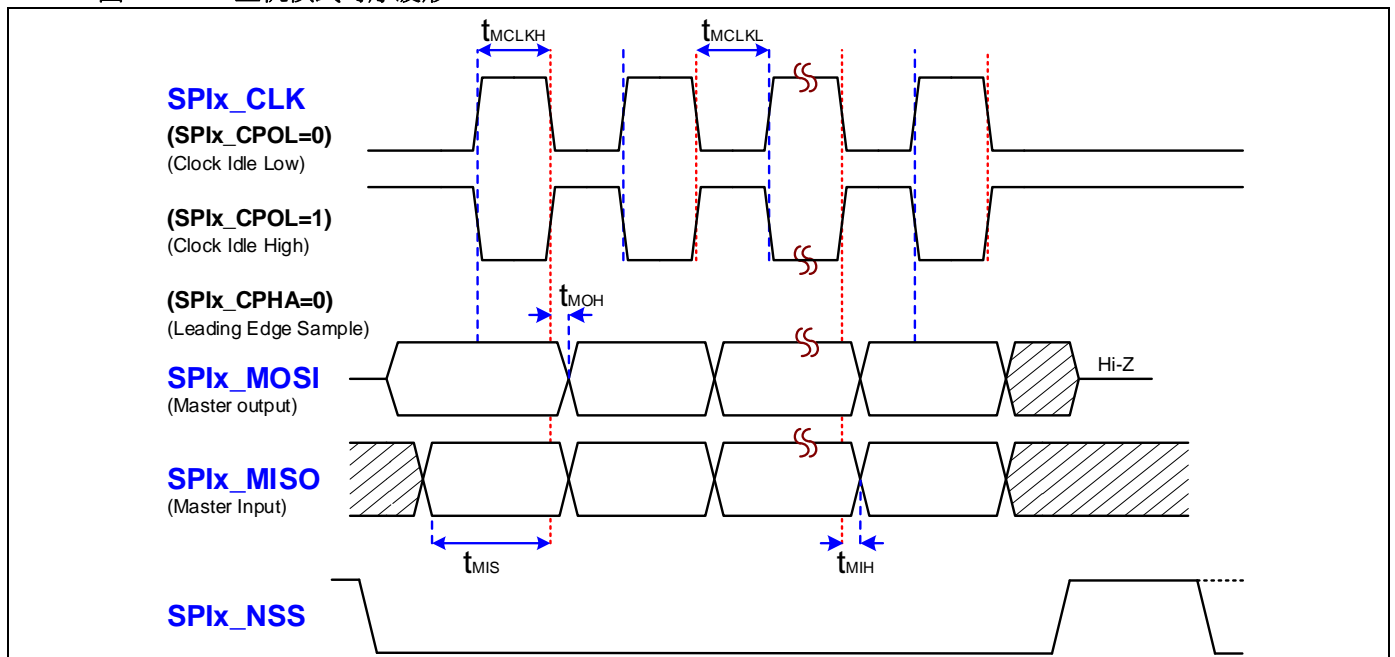 tMCLKH
tMCLKL
SPIx_CLK
(SPIx_CPOL=0)
(Clock Idle Low)
(SPIx_CPOL=1)
(Clock Idle High)
(SPIx_CPHA=0)
(Leading Edge Sample)
tMOH
SPIx_MOSI
(Master output)
Hi-Z
SPIx_MISO
(Master Input)
tMIS
tMIH
SPIx_NSS